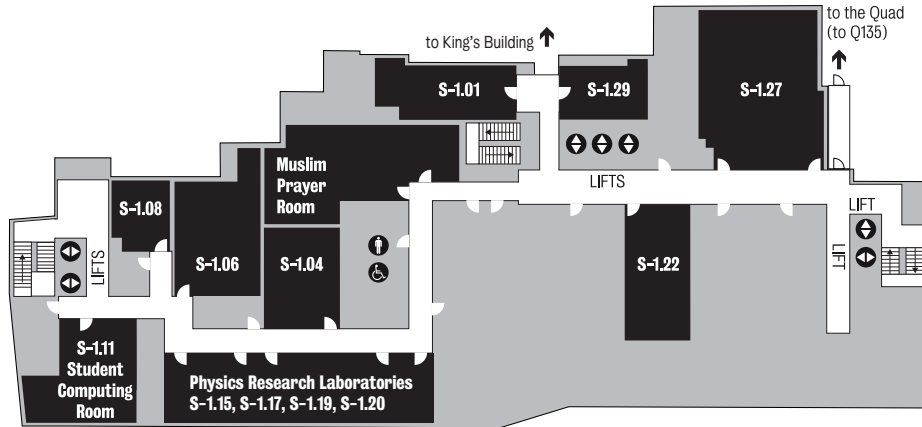 to King's Building
to the Quad
(to Q135)
S-1.01
S-1.29
S-1.27
Muslim
Prayer
Room
LIFTS
S-1.08
S-1.06
S-1.04
S-1.22
LIFT
LIFT
LIFTS
S-1.11
Student
Computing
Room
Physics Research Laboratories
S-1.15, S-1.17, S-1.19, S-1.20